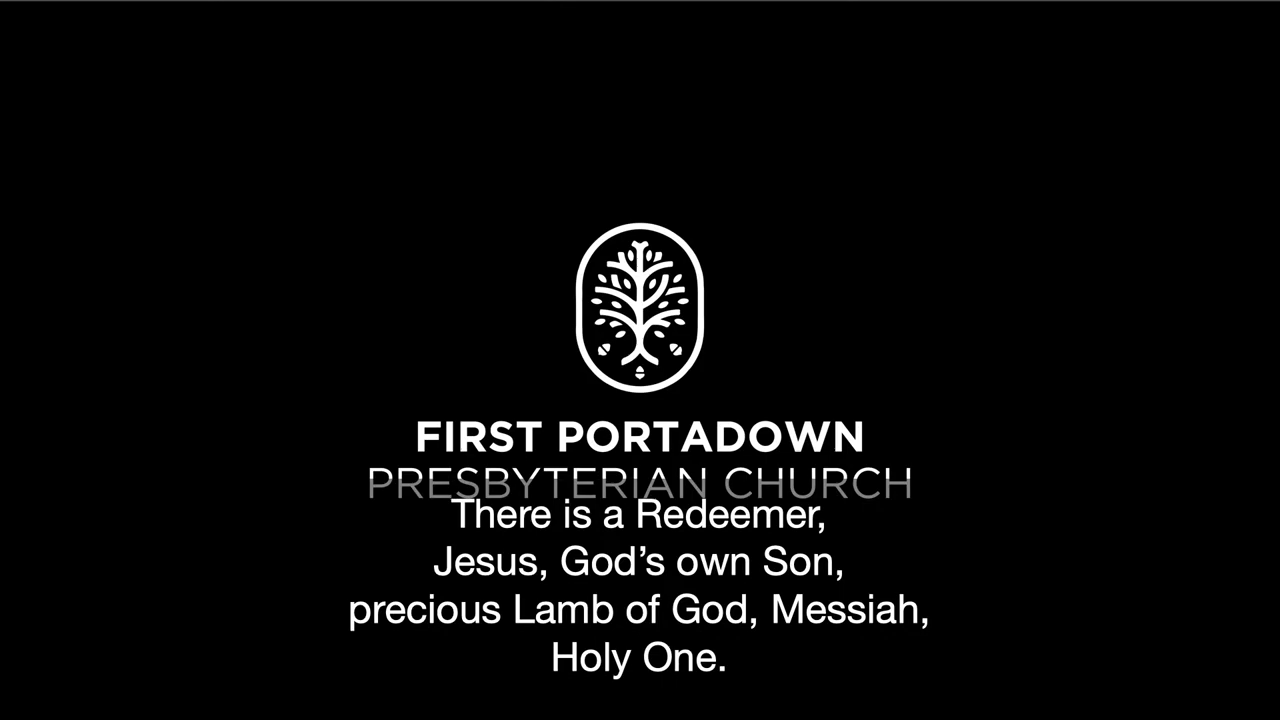 FIRST PORTADOWN
PRESBYTERIAN CHURCH
There is a Redeemer,
Jesus, God’s own Son,
precious Lamb of God, Messiah,
Holy One.